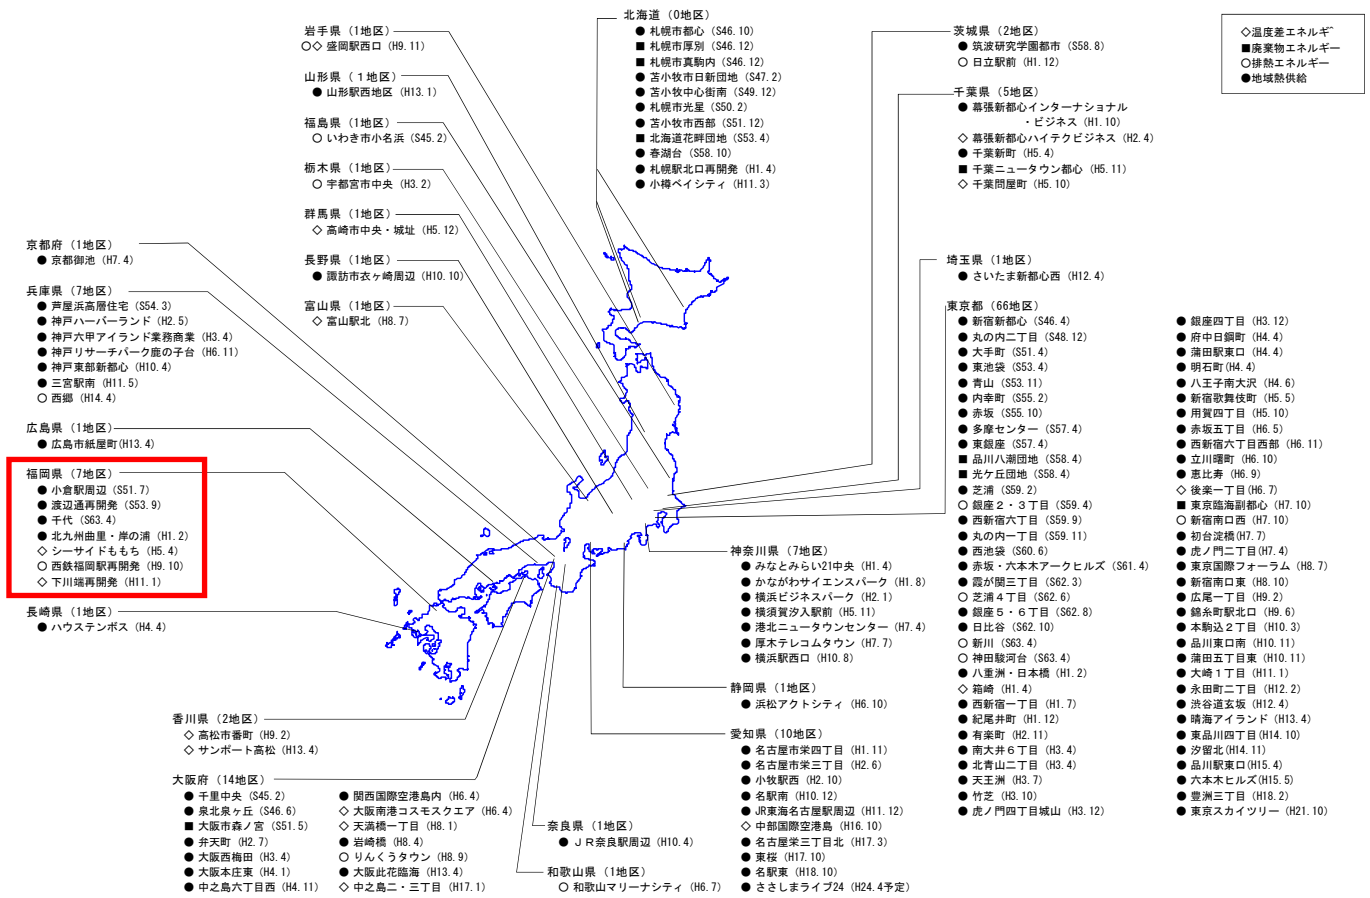 北海道（0地区）
●札幌市都心（S46.10）
■札幌市厚別（S46.12）
■札幌市真駒内（S46.12）
●苫小牧市日新団地（S47.2）
●苫小牧中心街南（S49.12）
●札幌市光星（S50.2）
●苫小牧市西部（S51.12）
■北海道花畔団地（S53.4）
●春湖台（S58.10）
●札幌駅北口再開発（H1.4）
●小樽ベイシティ（H11.3）
岩手県（1地区）
○◇盛岡駅西口（H9.11）
山形県（１地区）
●山形駅西地区（H13.1）
福島県（1地区）
○いわき市小名浜（S45.2）
栃木県（1地区）
○宇都宮市中央（H3.2）
群馬県（1地区）
◇高崎市中央・城址（H5.12）
長野県（1地区）
●諏訪市衣ヶ崎周辺（H10.10）
富山県（1地区）
◇富山駅北（H8.7）
茨城県（2地区）
●筑波研究学園都市（S58.8）
○日立駅前（H1.12）
千葉県（5地区）
●幕張新都心インターナショナル
・ビジネス（H1.10）
◇幕張新都心ハイテクビジネス（H2.4）
●千葉新町（H5.4）
■千葉ニュータウン都心（H5.11）
◇千葉問屋町（H5.10）
◇温度差エネルギ
■廃棄物エネルギー
○排熱エネルギー
●地域熱供給
京都府（1地区）
●京都御池（H7.4）
兵庫県（7地区）
●芦屋浜高層住宅（S54.3）
●神戸ハーバーランド（H2.5）
●神戸六甲アイランド業務商業（H3.4）
●神戸リサーチパーク鹿の子台（H6.11）
●神戸東部新都心（H10.4）
●三宮駅南（H11.5）
○西郷（H14.4）
広島県（1地区）
●広島市紙屋町(H13.4)
福岡県（7地区）
●小倉駅周辺（S51.7）
●渡辺通再開発（S53.9）
●千代（S63.4）
●北九州曲里・岸の浦（H1.2）
◇シーサイドももち（H5.4）
○西鉄福岡駅再開発（H9.10）
◇下川端再開発（H11.1）
長崎県（1地区）
●ハウステンボス（H4.4）
埼玉県（1地区）
●さいたま新都心西（H12.4）
東京都（66地区）
●新宿新都心（S46.4）
●丸の内二丁目（S48.12）
●大手町（S51.4）
●東池袋（S53.4）
●青山（S53.11）
●内幸町（S55.2）
●赤坂（S55.10）
●多摩センター（S57.4）
●東銀座（S57.4）
■品川八潮団地（S58.4）
■光ケ丘団地（S58.4）
●芝浦（S59.2）
○銀座２・３丁目（S59.4）
●西新宿六丁目（S59.9）
●丸の内一丁目（S59.11）
●西池袋（S60.6）
●赤坂・六本木アークヒルズ（S61.4）
●霞が関三丁目（S62.3）
○芝浦４丁目（S62.6）
●銀座５・６丁目（S62.8）
●日比谷（S62.10）
○新川（S63.4）
○神田駿河台（S63.4）
●八重洲・日本橋（H1.2）
◇箱崎（H1.4）
●西新宿一丁目（H1.7）
●紀尾井町（H1.12）
●有楽町（H2.11）
●南大井６丁目（H3.4）
●北青山二丁目（H3.4）
●天王洲（H3.7）
●竹芝（H3.10）
●虎ノ門四丁目城山（H3.12）
●銀座四丁目（H3.12）
●府中日鋼町（H4.4）
●蒲田駅東口（H4.4）
●明石町(H4.4)
●八王子南大沢（H4.6）
●新宿歌舞伎町（H5.5）
●用賀四丁目（H5.10）
●赤坂五丁目（H6.5）
●西新宿六丁目西部（H6.11）
●立川曙町（H6.10）
●恵比寿（H6.9）
◇後楽一丁目(H6.7)
■東京臨海副都心（H7.10）
○新宿南口西（H7.10）
●初台淀橋(H7.7)
●虎ノ門二丁目(H7.4)
●東京国際フォーラム（H8.7）
●新宿南口東（H8.10）
●広尾一丁目（H9.2）
●錦糸町駅北口（H9.6）
●本駒込２丁目（H10.3）
●品川東口南（H10.11）
●蒲田五丁目東（H10.11）
●大崎１丁目（H11.1）
●永田町二丁目（H12.2）
●渋谷道玄坂（H12.4）
●晴海アイランド（H13.4）
●東品川四丁目(H14.10)
●汐留北(H14.11)
●品川駅東口(H15.4)
●六本木ヒルズ(H15.5)
●豊洲三丁目（H18.2）
●東京スカイツリー（H21.10）
神奈川県（7地区）
●みなとみらい21中央（H1.4）
●かながわサイエンスパーク（H1.8）
●横浜ビジネスパーク（H2.1）
●横須賀汐入駅前（H5.11）
●港北ニュータウンセンター（H7.4）
●厚木テレコムタウン（H7.7）
●横浜駅西口（H10.8）
静岡県（1地区）
●浜松アクトシティ（H6.10）
愛知県（10地区）
●名古屋市栄四丁目（H1.11）
●名古屋市栄三丁目（H2.6）
●小牧駅西（H2.10）
●名駅南（H10.12）
●JR東海名古屋駅周辺（H11.12）
◇中部国際空港島（H16.10）
●名古屋栄三丁目北（H17.3）
●東桜（H17.10）
●名駅東（H18.10）
●ささしまライブ24（H24.4予定）
香川県（2地区）
◇高松市番町（H9.2）
◇サンポート高松（H13.4）
大阪府（14地区）
●千里中央（S45.2）
●泉北泉ヶ丘（S46.6）
■大阪市森ノ宮（S51.5）
●弁天町（H2.7）
●大阪西梅田（H3.4）
●大阪本庄東（H4.1）
●中之島六丁目西（H4.11）
●関西国際空港島内（H6.4）
◇大阪南港コスモスクエア（H6.4）
◇天満橋一丁目（H8.1）
●岩崎橋（H8.4）
○りんくうタウン（H8.9）
●大阪此花臨海（H13.4）
◇中之島二・三丁目（H17.1）
奈良県（1地区）
●ＪＲ奈良駅周辺（H10.4）
和歌山県（1地区）
○和歌山マリーナシティ（H6.7）